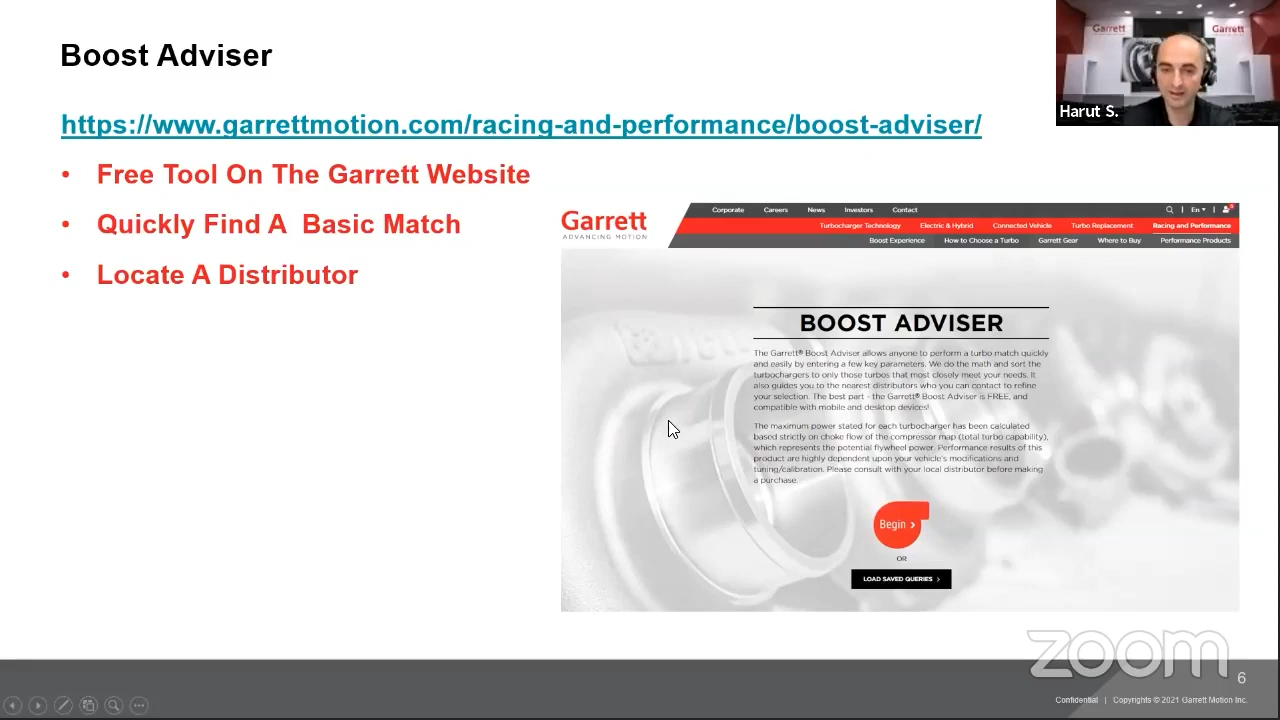 Boost Adviser
https://www.garrettmotion.com/racing-and-performance/boost-adviser/
• Free Tool On The Garrett Website
• Quickly Find A Basic Match
• Locate A Distributor
Garrett
Garrett
Harut S.
Garrett
ADVANCING MOTION
Corporate Careers News Investors Contact En
Turbocharger Technology Electric & Hybrid Connected Vehicle Turbo Replacement Racing and Performance
Boost Experience How to Choose a Turbo Garrett Gear Where to Buy Performance Products
BOOST ADVISER
The Garrett® Boost Adviser allows anyone to perform a turbo match quickly
and easily by entering a few key parameters. We do the math and sort the
turbochargers to only those turbos that most closely meet your needs. It
also guides you to the nearest distributors who you can contact to refine
your selection. The best part - the Garrett® Boost Adviser is FREE, and
compatible with mobile and desktop devices!
The maximum power stated for each turbocharger has been calculated
based strictly on choke flow of the compressor map (total turbo capability),
which represents the potential flywheel power. Performance results of this
product are highly dependent upon your vehicle's modifications and
tuning/calibration. Please consult with your local distributor before making
a purchase.
Begin >
OR
LOAD SAVED QUERIES >
zoom
6
Confidential | Copyrights © 2021 Garrett Motion Inc.